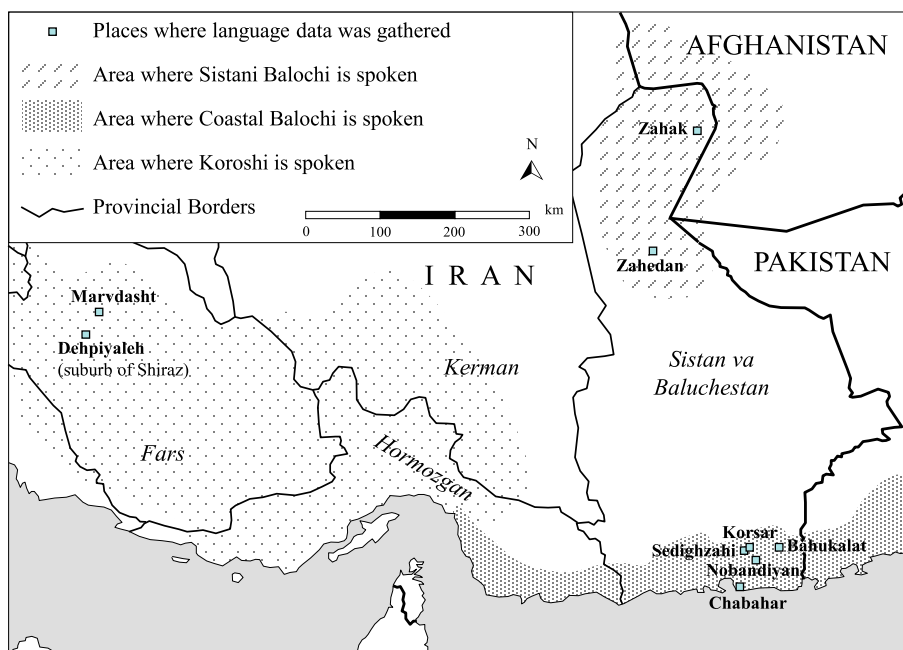 Places where language data was gathered
Area where Sistani Balochi is spoken
Area where Coastal Balochi is spoken
Area where Koroshi is spoken
Provincial Borders
N
km
0 100 200 300
AFGHANISTAN
Zahak
Zahedan
PAKISTAN
IRAN
Marvdasht
Dehpiyaleh
(suburb of Shiraz)
Kerman
Sistan va
Baluchestan
Fars
Hormozgan
Korsar
Sedighzahi
Bahukalat
Nobandiyan
Chabahar